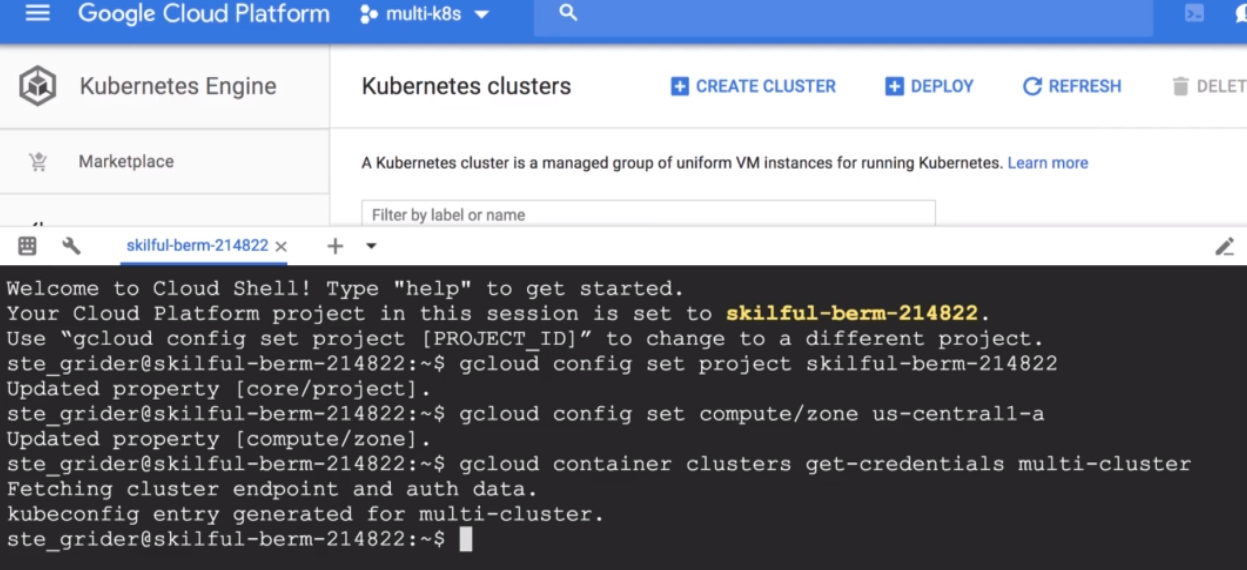 Google Cloud Platform
multi-k8s
Kubernetes Engine
Kubernetes clusters
CREATE CLUSTER
DEPLOY
REFRESH
DELET
Marketplace
A Kubernetes cluster is a managed group of uniform VM instances for running Kubernetes. Learn more
Filter by label or name
skilful-berm-214822
Welcome to Cloud Shell! Type "help" to get started.
Your Cloud Platform project in this session is set to skilful-berm-214822.
Use “gcloud config set project [PROJECT_ID]” to change to a different project.
ste_grider@skilful-berm-214822:~$ gcloud config set project skilful-berm-214822
Updated property [core/project].
ste_grider@skilful-berm-214822:~$ gcloud config set compute/zone us-central1-a
Updated property [compute/zone].
ste_grider@skilful-berm-214822:~$ gcloud container clusters get-credentials multi-cluster
Fetching cluster endpoint and auth data.
kubeconfig entry generated for multi-cluster.
ste_grider@skilful-berm-214822:~$